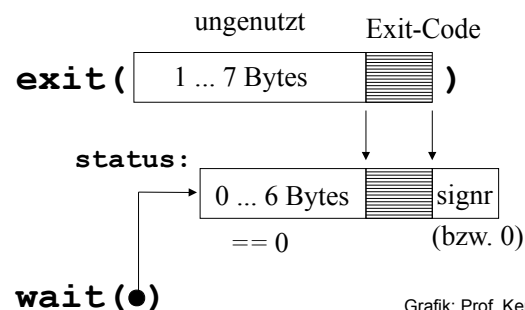 ungenutzt Exit-Code
exit( 1 ... 7 Bytes )
status:
0 ... 6 Bytes signr
== 0 (bzw. 0)
wait( )
Grafik: Prof. Ke